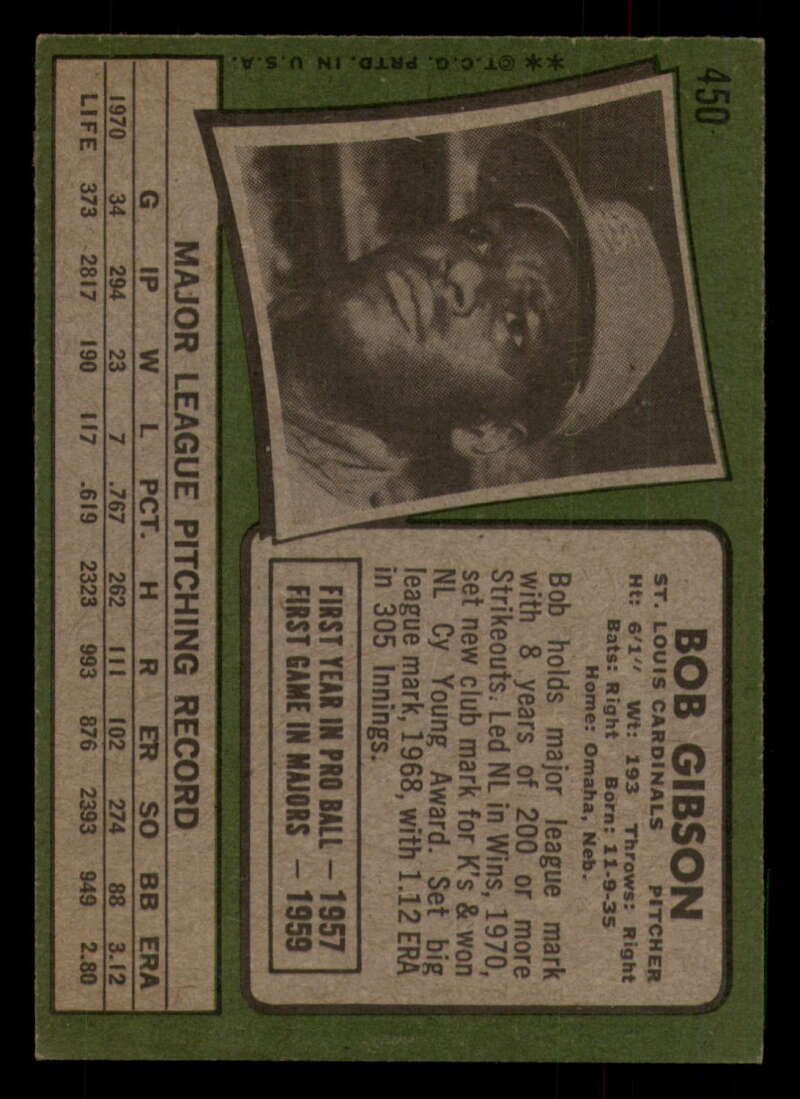 450
**©T.C.G. PRTD. IN U.S.A.
BOB GIBSON
ST. LOUIS CARDINALS PITCHER
Ht: 6'1" Wt: 193 Throws: Right
Bats: Right Born: 11-9-35
Home: Omaha, Neb.
Bob holds major league mark
with 8 years of 200 or more
Strikeouts. Led NL in Wins, 1970,
set new club mark for K's & won
NL Cy Young Award. Set big
league mark, 1968, with 1.12 ERA
in 305 Innings.
FIRST YEAR IN PRO BALL — 1957
FIRST GAME IN MAJORS — 1959
MAJOR LEAGUE PITCHING RECORD
G IP W L PCT. H R ER SO BB ERA
1970 34 294 23 7 .767 262 111 102 274 88 3.12
LIFE 373 2817 190 117 .619 2323 993 876 2393 949 2.80